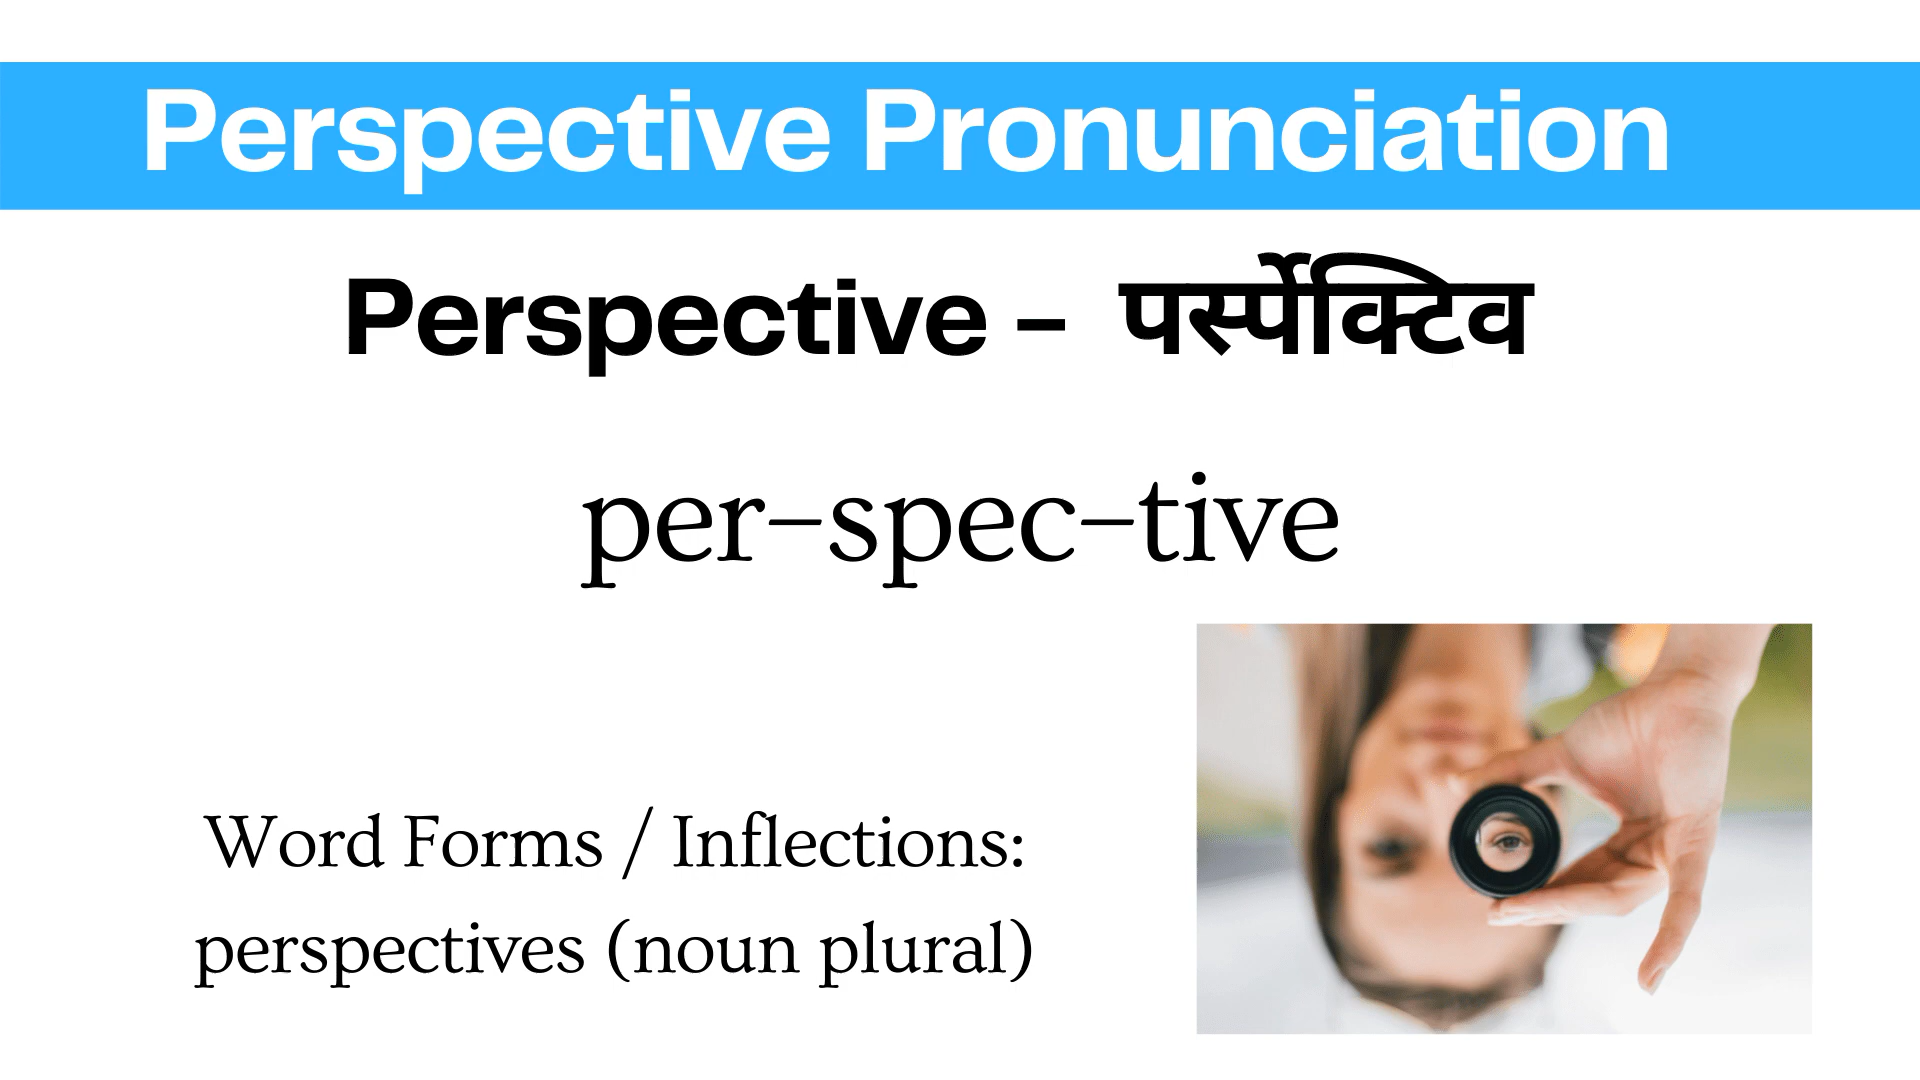 Perspective Pronunciation
Perspective – पर्स्पेक्टिव
per-spec-tive
Word Forms / Inflections:
perspectives (noun plural)